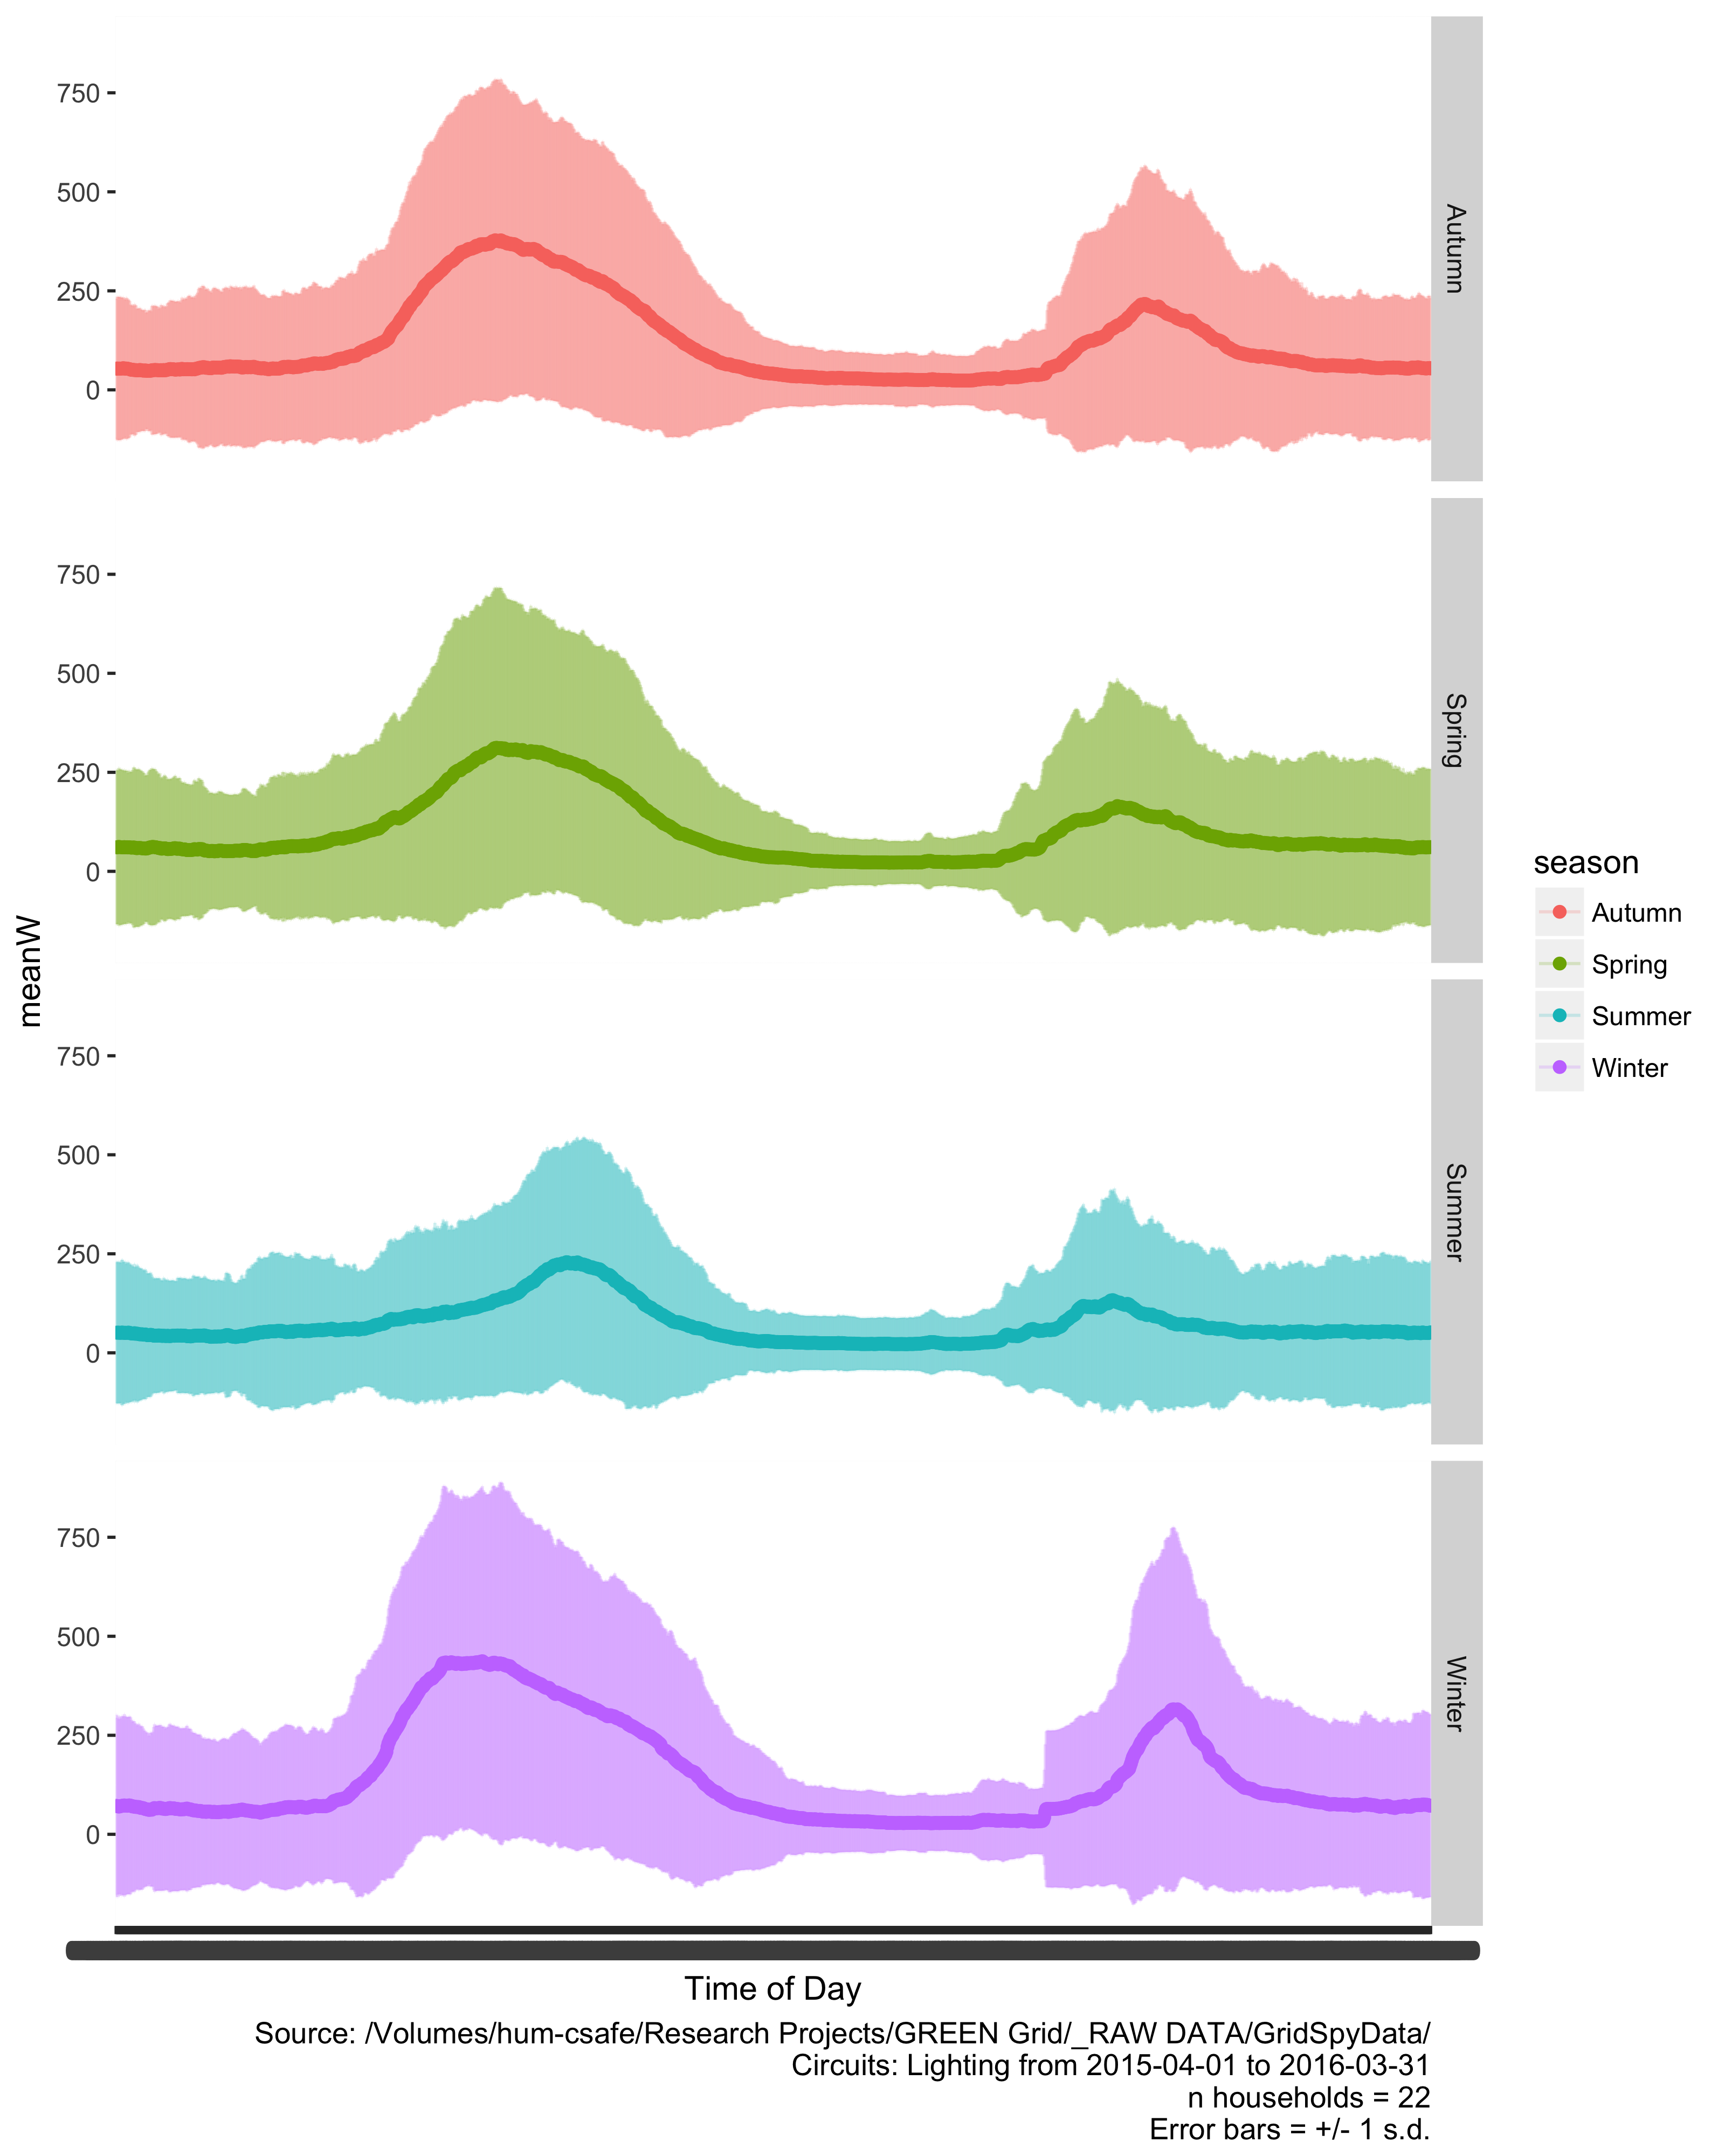 750
500
250
0
Autumn
750
500
250
0
Spring
750
500
250
0
Summer
750
500
250
0
Winter
meanW
Time of Day
season
Autumn
Spring
Summer
Winter
Source: /Volumes/hum-csafe/Research Projects/GREEN Grid/_RAW DATA/GridSpyData/
Circuits: Lighting from 2015-04-01 to 2016-03-31
n households = 22
Error bars = +/- 1 s.d.